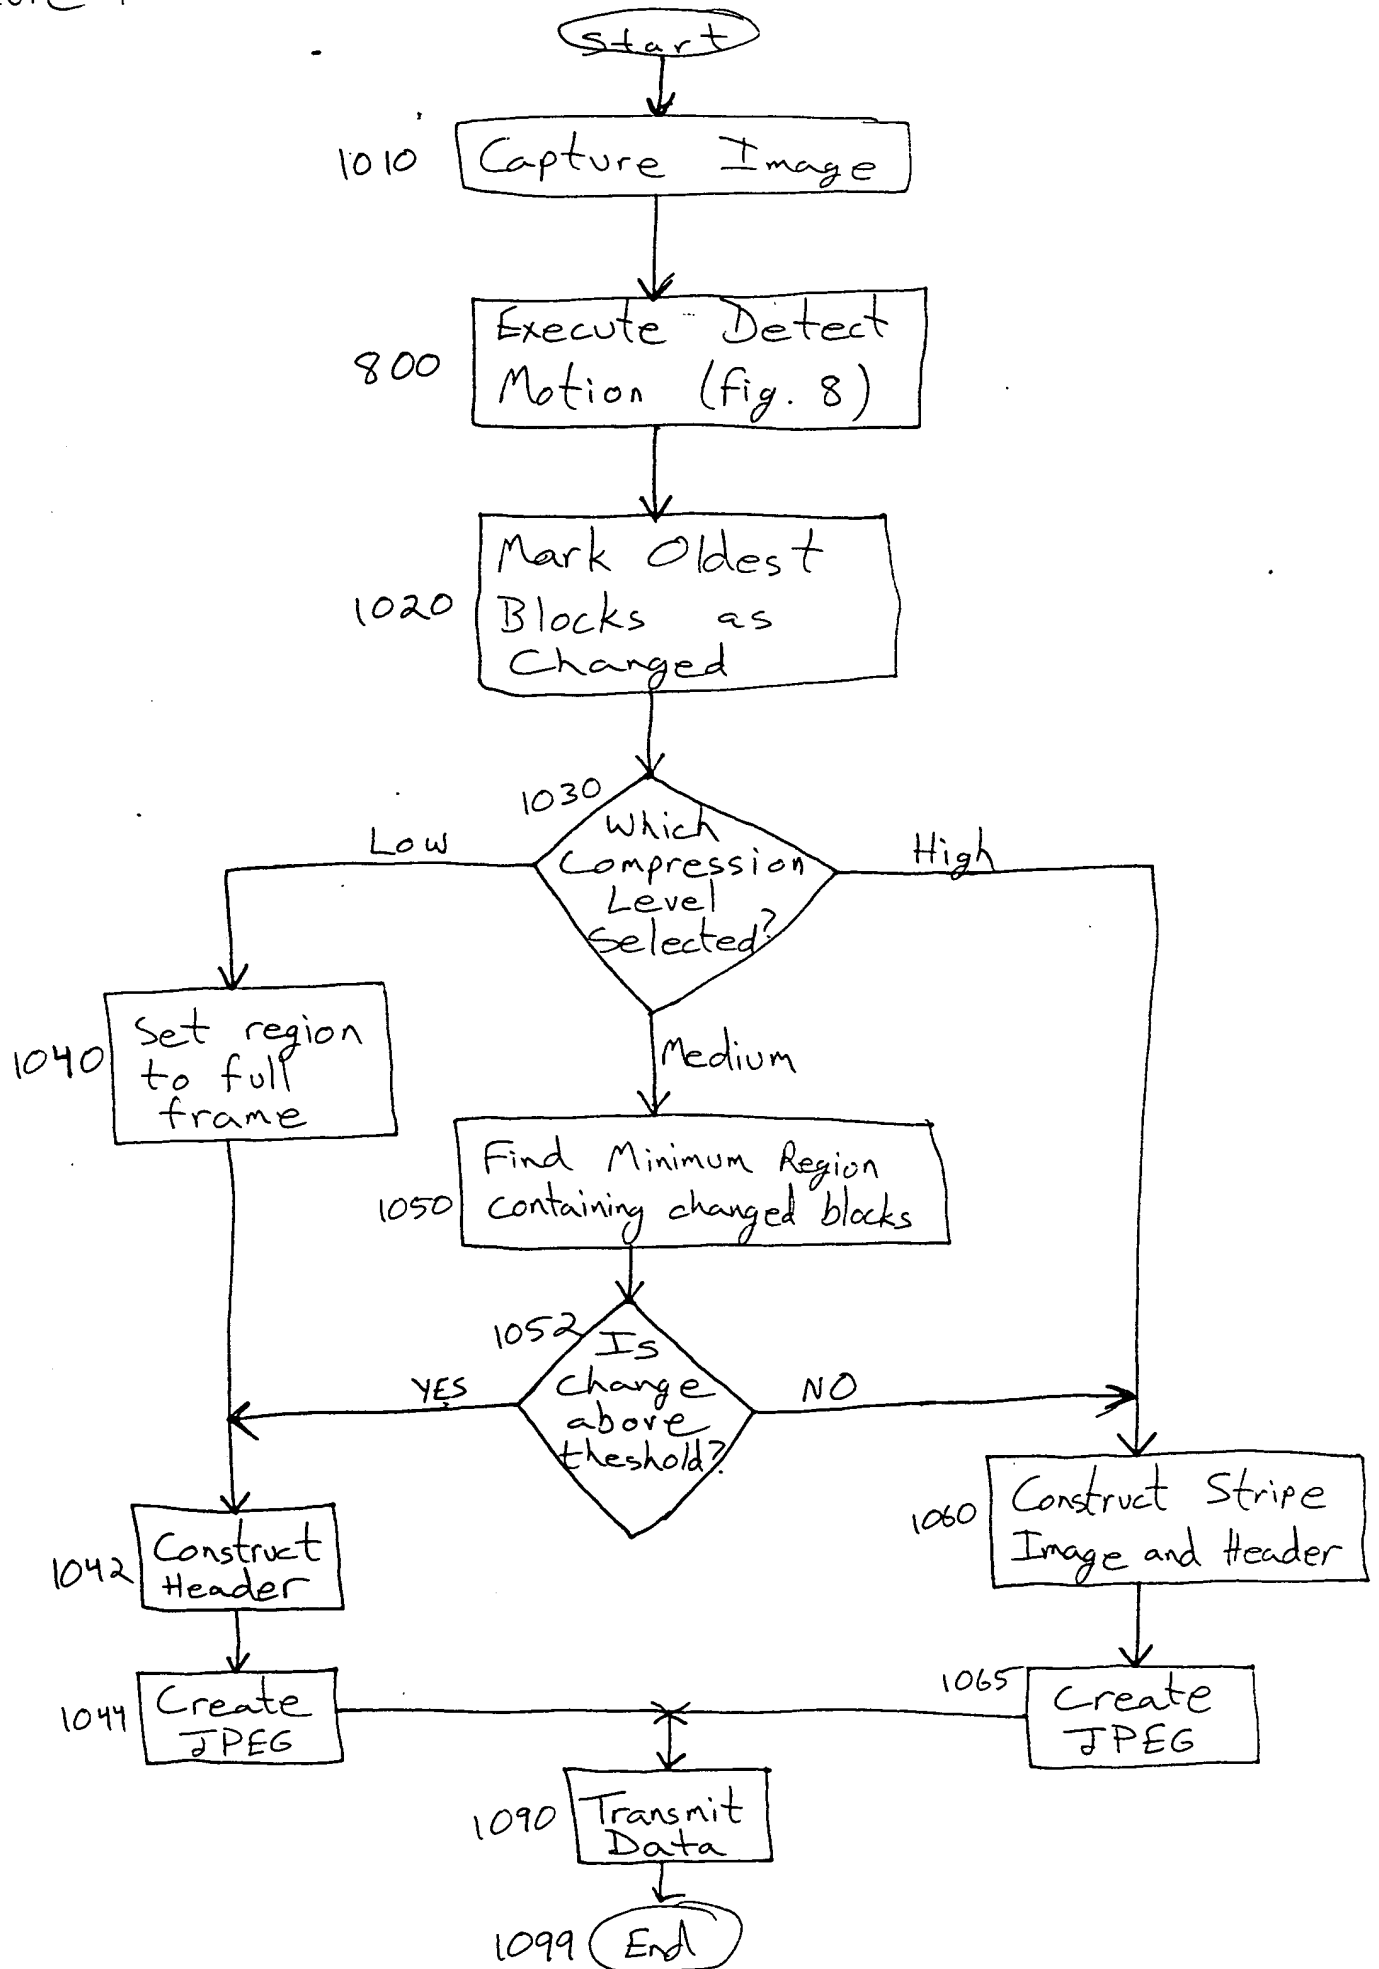 Start
1010
Capture Image
800
Execute Detect
Motion (fig. 8)
1020
Mark Oldest
Blocks as
Changed
1030
Which
Compression
Level
Selected?
Low
High
Medium
1040
Set region
to full
frame
1050
Find Minimum Region
containing changed blocks
1052
Is
change
above
theshold?
YES
NO
1042
Construct
Header
1060
Construct Stripe
Image and Header
1044
Create
JPEG
1065
Create
JPEG
1090
Transmit
Data
1099
End